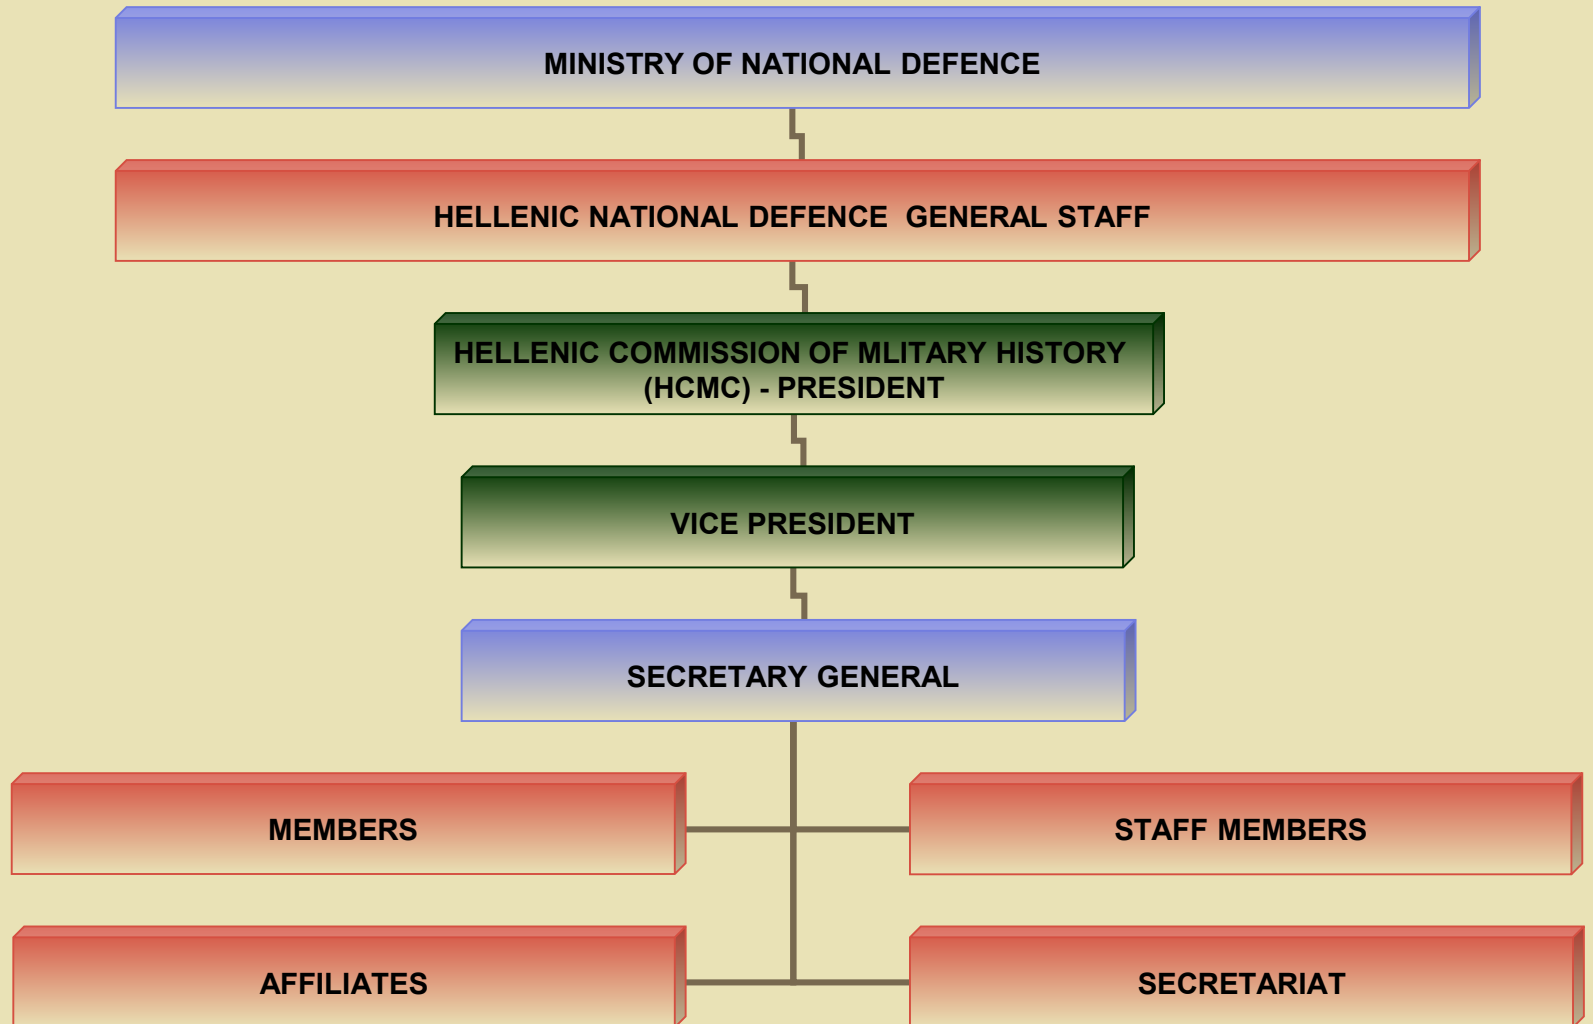 MINISTRY OF NATIONAL DEFENCE
HELLENIC NATIONAL DEFENCE  GENERAL STAFF
HELLENIC COMMISSION OF MLITARY HISTORY
(HCMC) - PRESIDENT
VICE PRESIDENT
SECRETARY GENERAL
MEMBERS
STAFF MEMBERS
AFFILIATES
SECRETARIAT